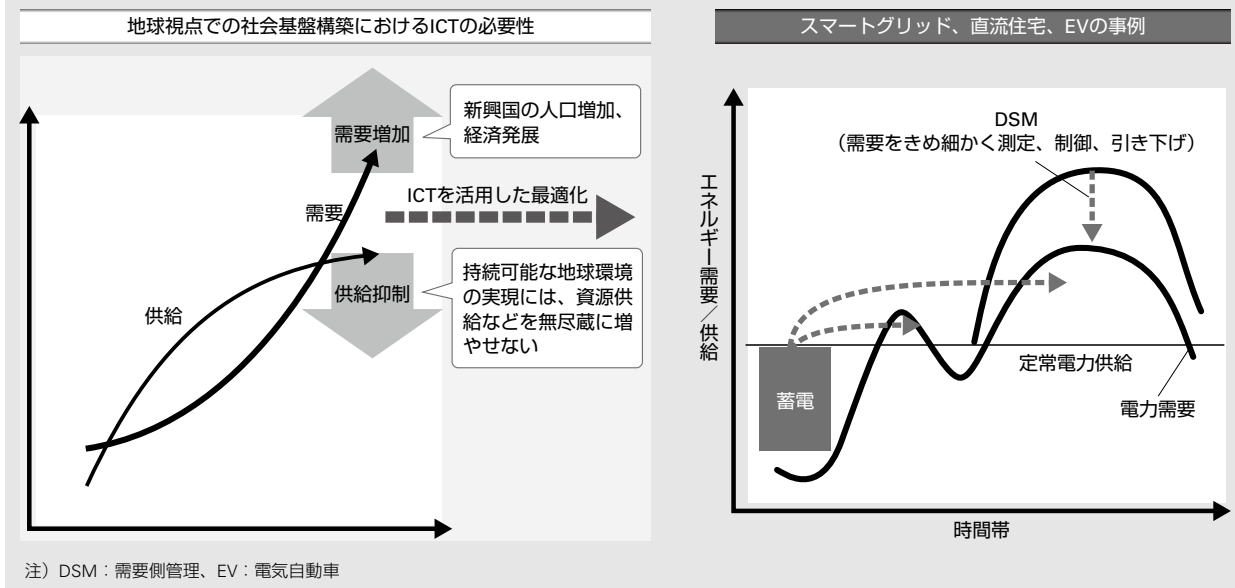 地球視点での社会基盤構築におけるICTの必要性
需要増加
新興国の人口増加、
経済発展
需要
ICTを活用した最適化
供給
供給抑制
持続可能な地球環境
の実現には、資源供
給などを無尽蔵に増
やせない
スマートグリッド、直流住宅、EVの事例
エネルギー需要／供給
DSM
（需要をきめ細かく測定、制御、引き下げ）
定常電力供給
蓄電
電力需要
時間帯
注）DSM：需要側管理、EV：電気自動車